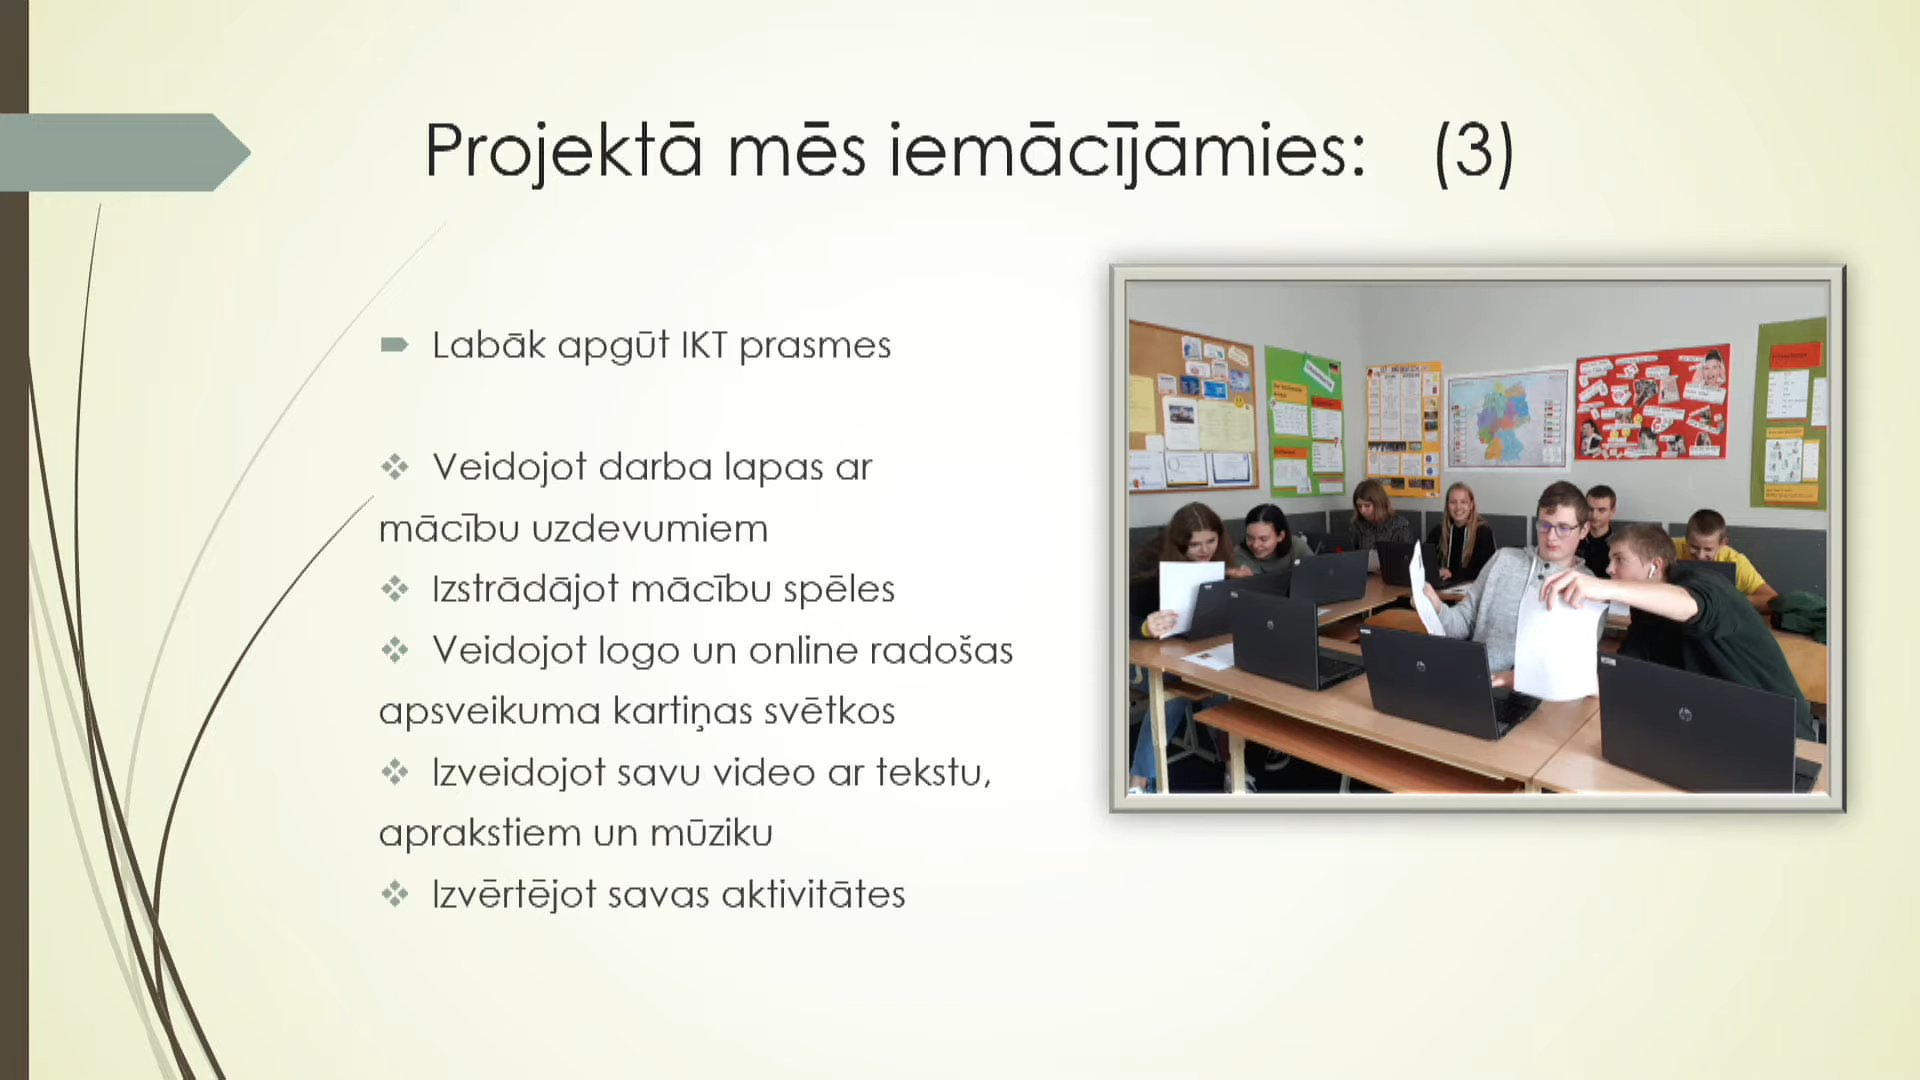 Projektā mēs iemācījāmies: (3)
Labāk apgūt IKT prasmes
Veidojot darba lapas ar
mācību uzdevumiem
Izstrādājot mācību spēles
Veidojot logo un online radošas
apsveikuma kartiņas svētkos
Izveidojot savu video ar tekstu,
aprakstiem un mūziku
Izvērtējot savas aktivitātes